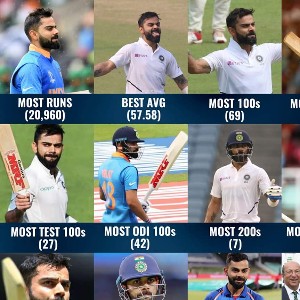 MOST RUNS
(20,960)
BEST AVG
(57.58)
MOST 100s
(69)
MOST TEST 100s
(27)
MOST ODI 100s
(42)
MOST 200s
(7)